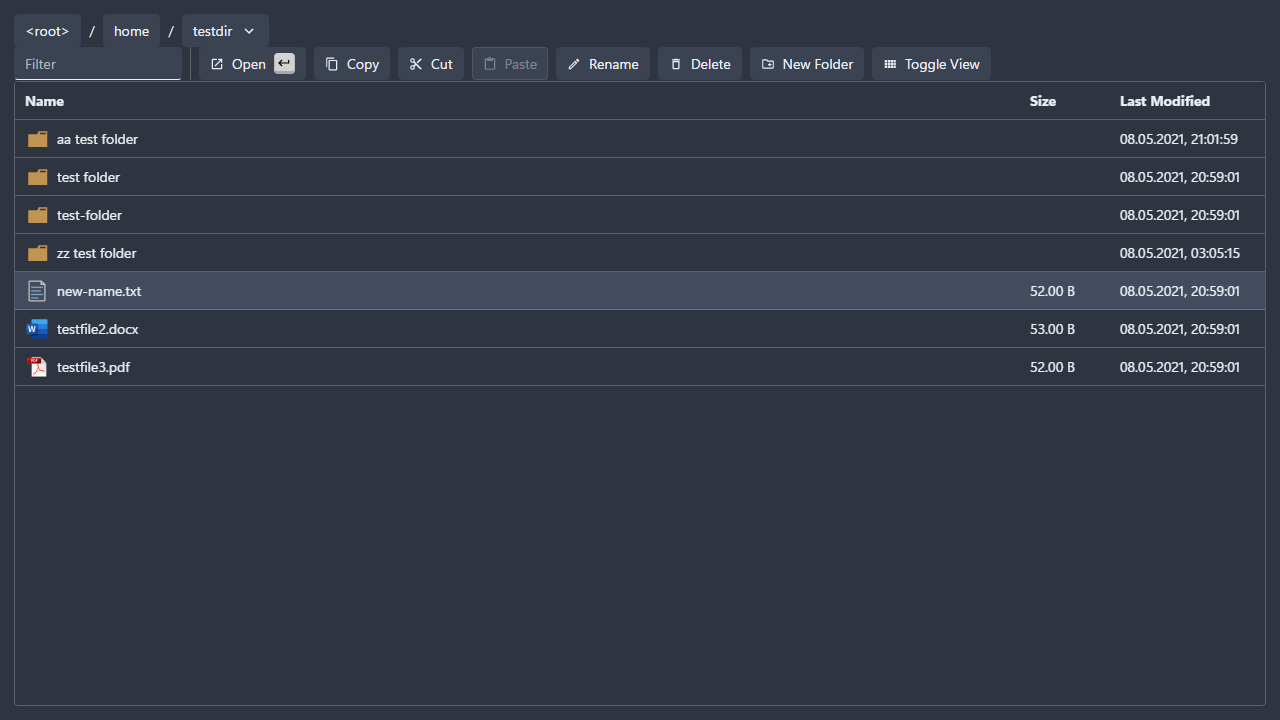 <root> / home / testdir
Filter Open Copy Cut Paste Rename Delete New Folder Toggle View
Name Size Last Modified
aa test folder 08.05.2021, 21:01:59
test folder 08.05.2021, 20:59:01
test-folder 08.05.2021, 20:59:01
zz test folder 08.05.2021, 03:05:15
new-name.txt 52.00 B 08.05.2021, 20:59:01
W testfile2.docx 53.00 B 08.05.2021, 20:59:01
PDF testfile3.pdf 52.00 B 08.05.2021, 20:59:01